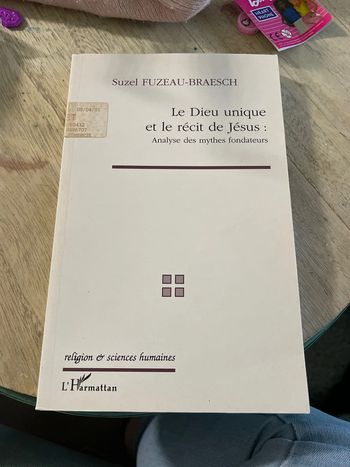 Suzel FUZEAU-BRAESCH
Le Dieu unique
et le récit de Jésus :
Analyse des mythes fondateurs
religion & sciences humaines
L'Harmattan